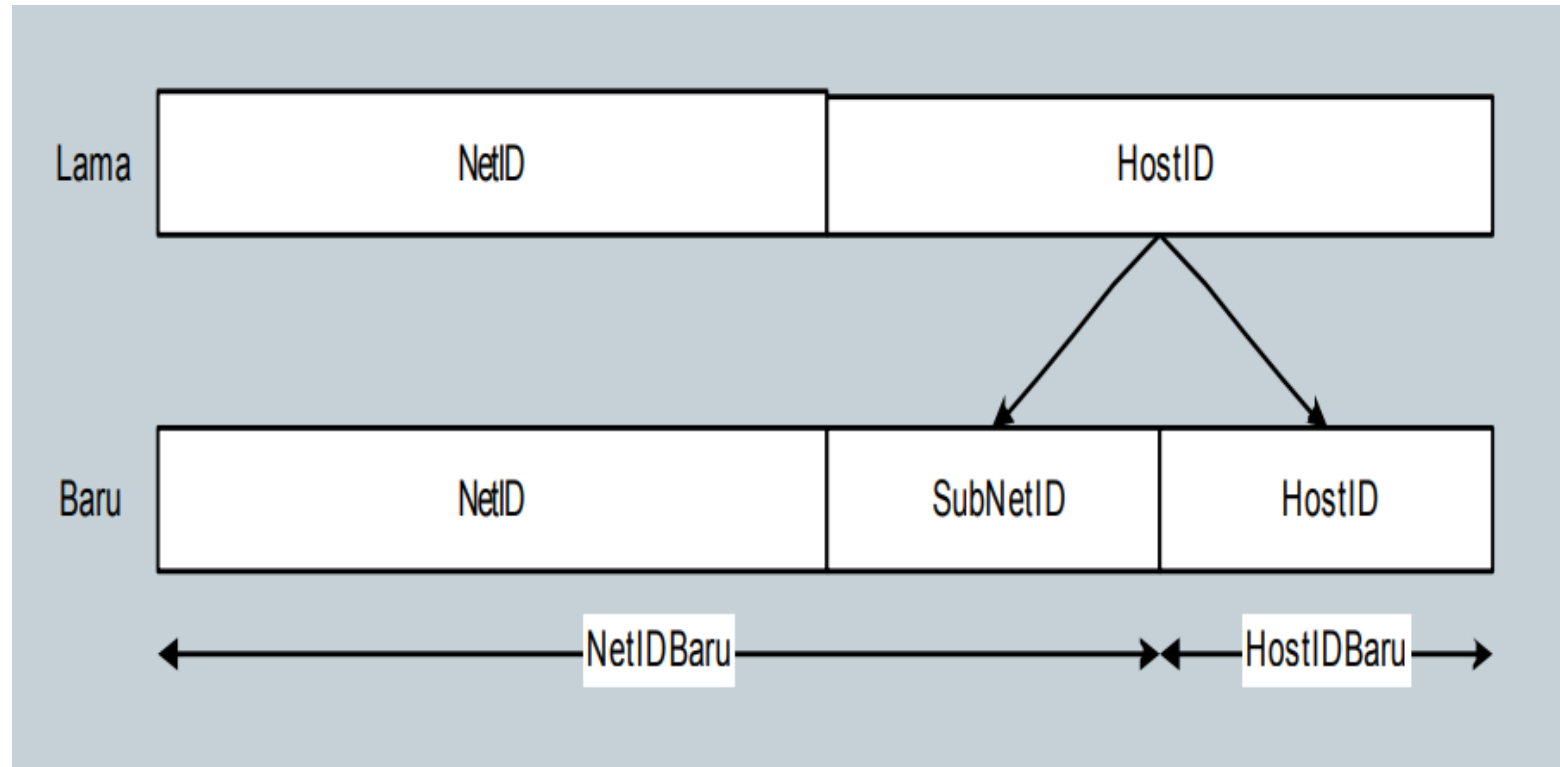 Lama
NetID
HostID
Baru
NetID
SubNetID
HostID
NetIDBaru
HostIDBaru